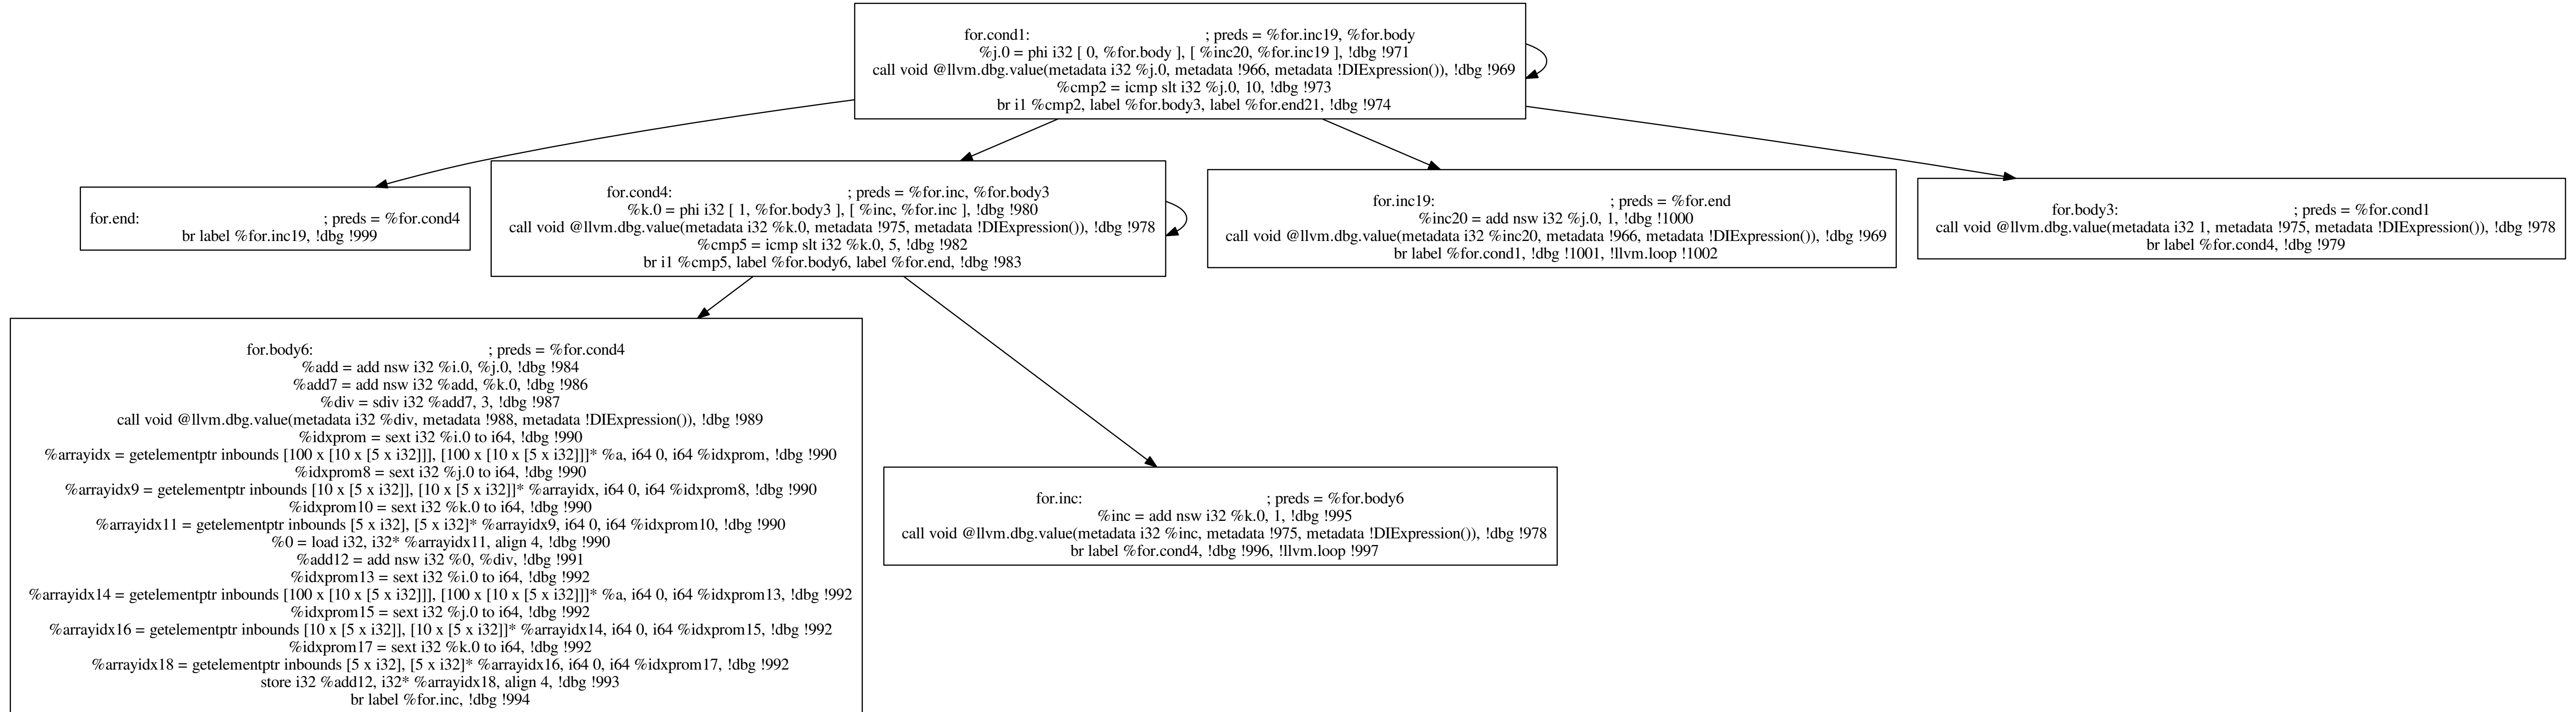 for.cond1: ; preds = %for.inc19, %for.body
%j.0 = phi i32 [ 0, %for.body ], [ %inc20, %for.inc19 ], !dbg !971
call void @llvm.dbg.value(metadata i32 %j.0, metadata !966, metadata !DIExpression()), !dbg !969
%cmp2 = icmp slt i32 %j.0, 10, !dbg !973
br i1 %cmp2, label %for.body3, label %for.end21, !dbg !974
for.end: ; preds = %for.cond4
br label %for.inc19, !dbg !999
for.cond4: ; preds = %for.inc, %for.body3
%k.0 = phi i32 [ 1, %for.body3 ], [ %inc, %for.inc ], !dbg !980
call void @llvm.dbg.value(metadata i32 %k.0, metadata !975, metadata !DIExpression()), !dbg !978
%cmp5 = icmp slt i32 %k.0, 5, !dbg !982
br i1 %cmp5, label %for.body6, label %for.end, !dbg !983
for.inc19: ; preds = %for.end
%inc20 = add nsw i32 %j.0, 1, !dbg !1000
call void @llvm.dbg.value(metadata i32 %inc20, metadata !966, metadata !DIExpression()), !dbg !969
br label %for.cond1, !dbg !1001, !llvm.loop !1002
for.body3: ; preds = %for.cond1
call void @llvm.dbg.value(metadata i32 1, metadata !975, metadata !DIExpression()), !dbg !978
br label %for.cond4, !dbg !979
for.body6: ; preds = %for.cond4
%add = add nsw i32 %i.0, %j.0, !dbg !984
%add7 = add nsw i32 %add, %k.0, !dbg !986
%div = sdiv i32 %add7, 3, !dbg !987
call void @llvm.dbg.value(metadata i32 %div, metadata !988, metadata !DIExpression()), !dbg !989
%idxprom = sext i32 %i.0 to i64, !dbg !990
%arrayidx = getelementptr inbounds [100 x [10 x [5 x i32]]], [100 x [10 x [5 x i32]]]* %a, i64 0, i64 %idxprom, !dbg !990
%idxprom8 = sext i32 %j.0 to i64, !dbg !990
%arrayidx9 = getelementptr inbounds [10 x [5 x i32]], [10 x [5 x i32]]* %arrayidx, i64 0, i64 %idxprom8, !dbg !990
%idxprom10 = sext i32 %k.0 to i64, !dbg !990
%arrayidx11 = getelementptr inbounds [5 x i32], [5 x i32]* %arrayidx9, i64 0, i64 %idxprom10, !dbg !990
%0 = load i32, i32* %arrayidx11, align 4, !dbg !990
%add12 = add nsw i32 %0, %div, !dbg !991
%idxprom13 = sext i32 %i.0 to i64, !dbg !992
%arrayidx14 = getelementptr inbounds [100 x [10 x [5 x i32]]], [100 x [10 x [5 x i32]]]* %a, i64 0, i64 %idxprom13, !dbg !992
%idxprom15 = sext i32 %j.0 to i64, !dbg !992
%arrayidx16 = getelementptr inbounds [10 x [5 x i32]], [10 x [5 x i32]]* %arrayidx14, i64 0, i64 %idxprom15, !dbg !992
%idxprom17 = sext i32 %k.0 to i64, !dbg !992
%arrayidx18 = getelementptr inbounds [5 x i32], [5 x i32]* %arrayidx16, i64 0, i64 %idxprom17, !dbg !992
store i32 %add12, i32* %arrayidx18, align 4, !dbg !993
br label %for.inc, !dbg !994
for.inc: ; preds = %for.body6
%inc = add nsw i32 %k.0, 1, !dbg !995
call void @llvm.dbg.value(metadata i32 %inc, metadata !975, metadata !DIExpression()), !dbg !978
br label %for.cond4, !dbg !996, !llvm.loop !997